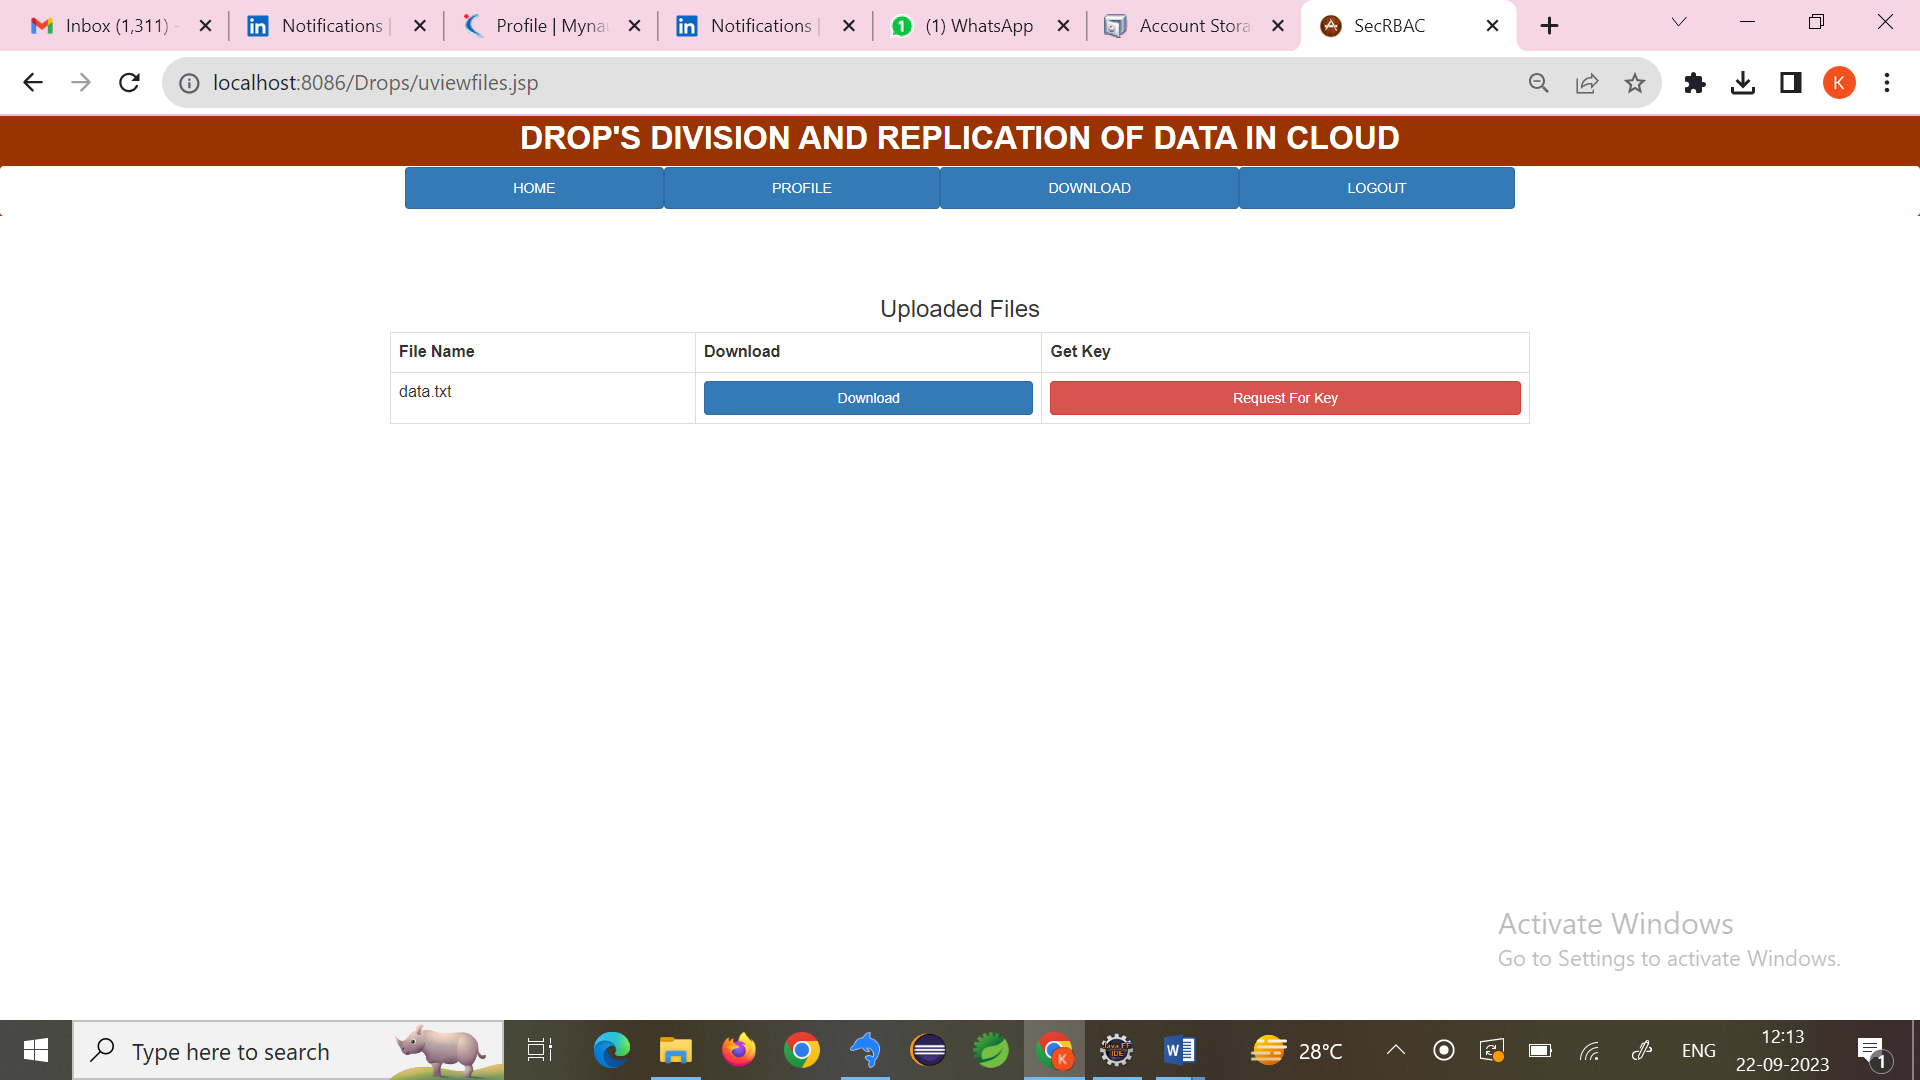 Inbox (1,311) -
Notifications |
Profile | Myna
Notifications |
(1) WhatsApp
Account Stora
SecRBAC
localhost:8086/Drops/uviewfiles.jsp
K
DROP'S DIVISION AND REPLICATION OF DATA IN CLOUD
HOME
PROFILE
DOWNLOAD
LOGOUT
Uploaded Files
File Name
Download
Get Key
data.txt
Download
Request For Key
Activate Windows
Go to Settings to activate Windows.
Type here to search
28°C
ENG
12:13
22-09-2023
1